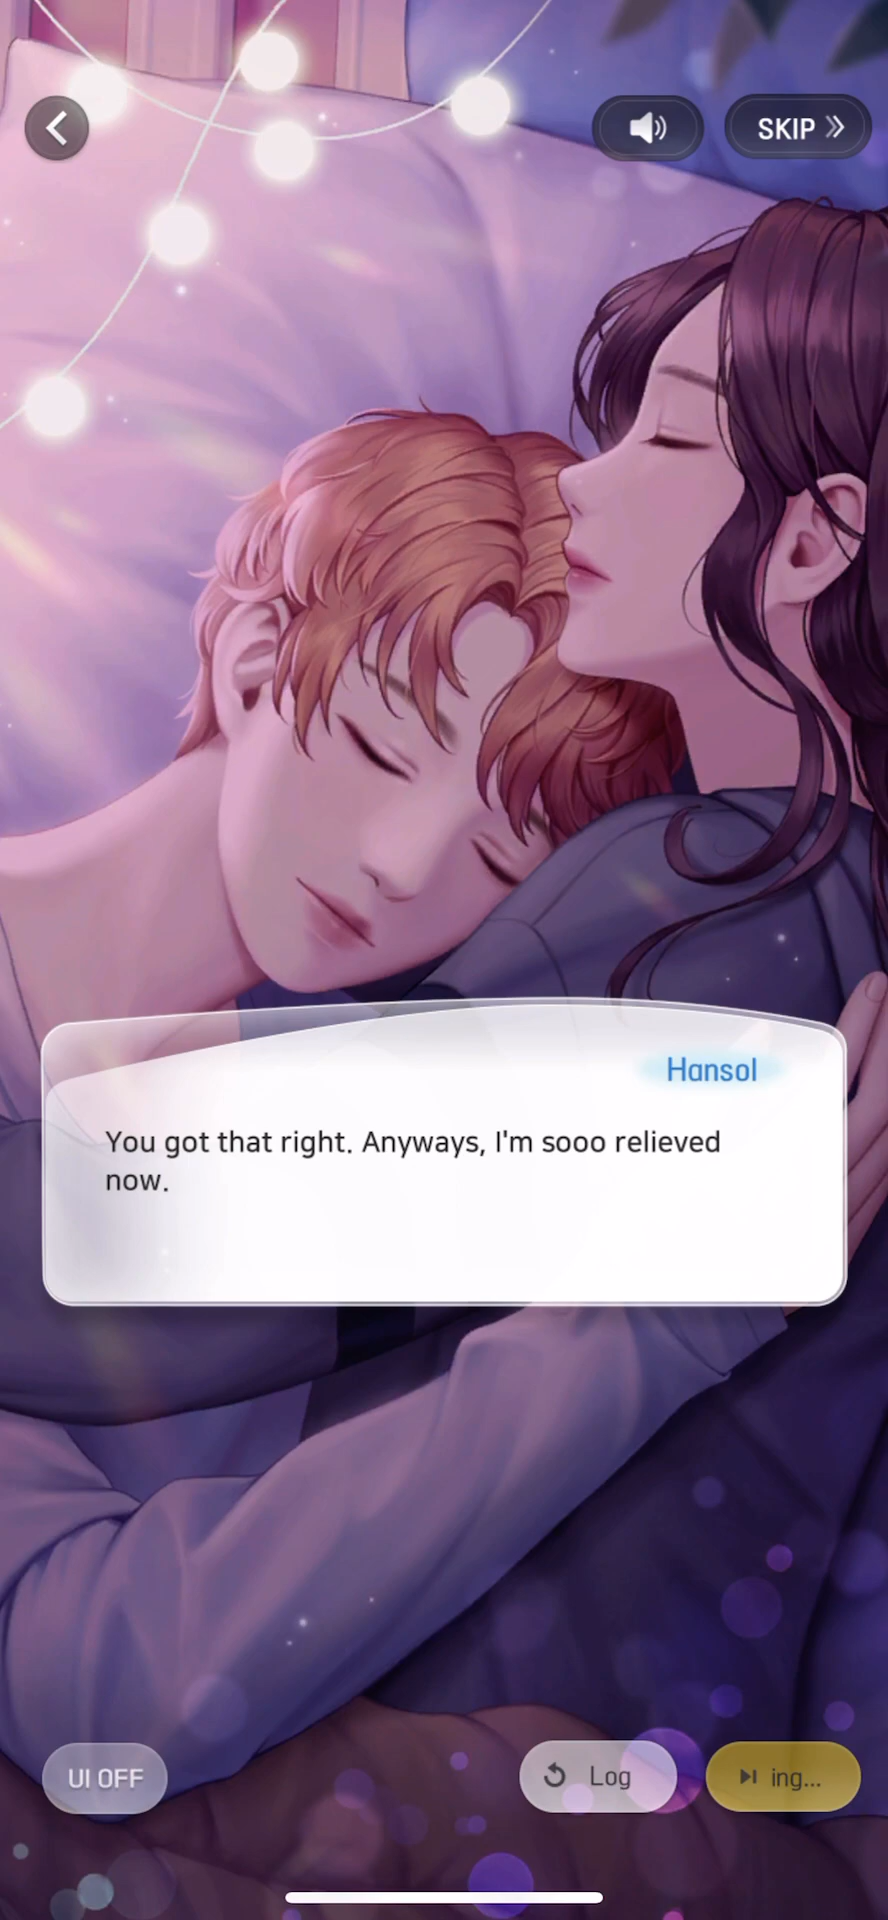 SKIP
Hansol
You got that right. Anyways, I'm sooo relieved
now.
UI OFF
Log
ing...